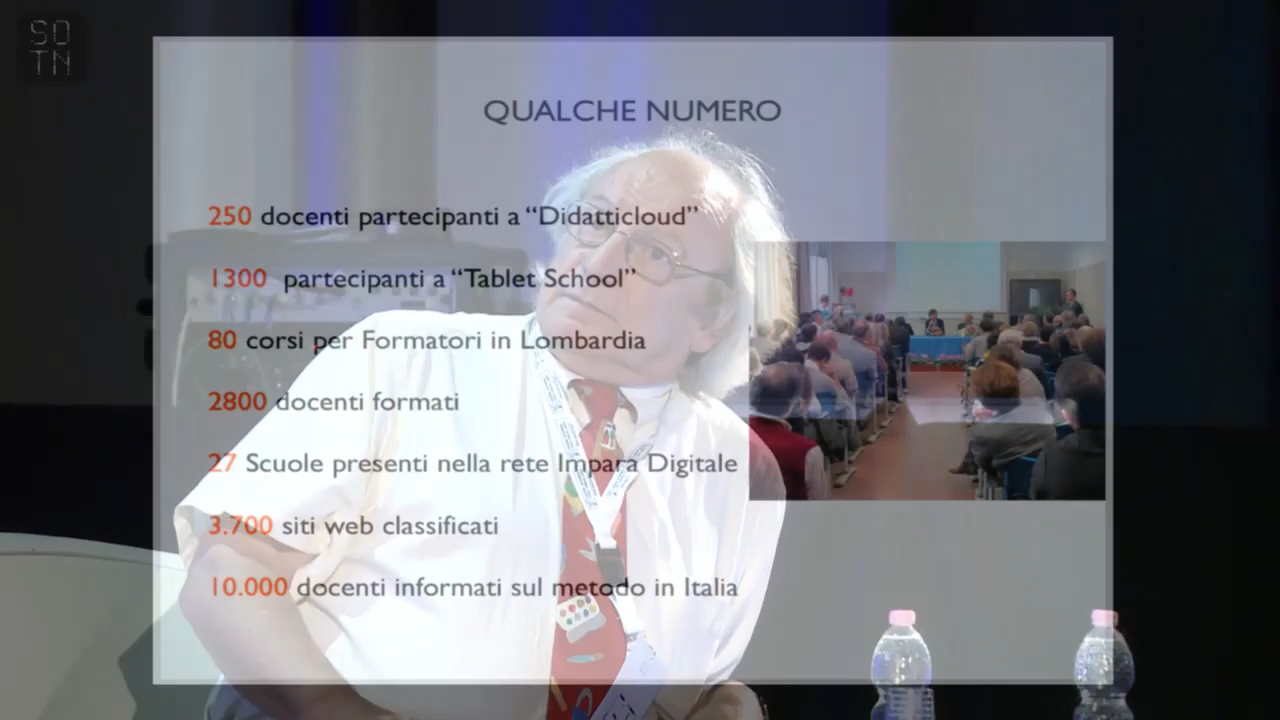 SO
TN
QUALCHE NUMERO
250 docenti partecipanti a “Didatticloud”
1300 partecipanti a “Tablet School”
80 corsi per Formatori in Lombardia
2800 docenti formati
27 Scuole presenti nella rete Impara Digitale
3.700 siti web classificati
10.000 docenti informati sul metodo in Italia